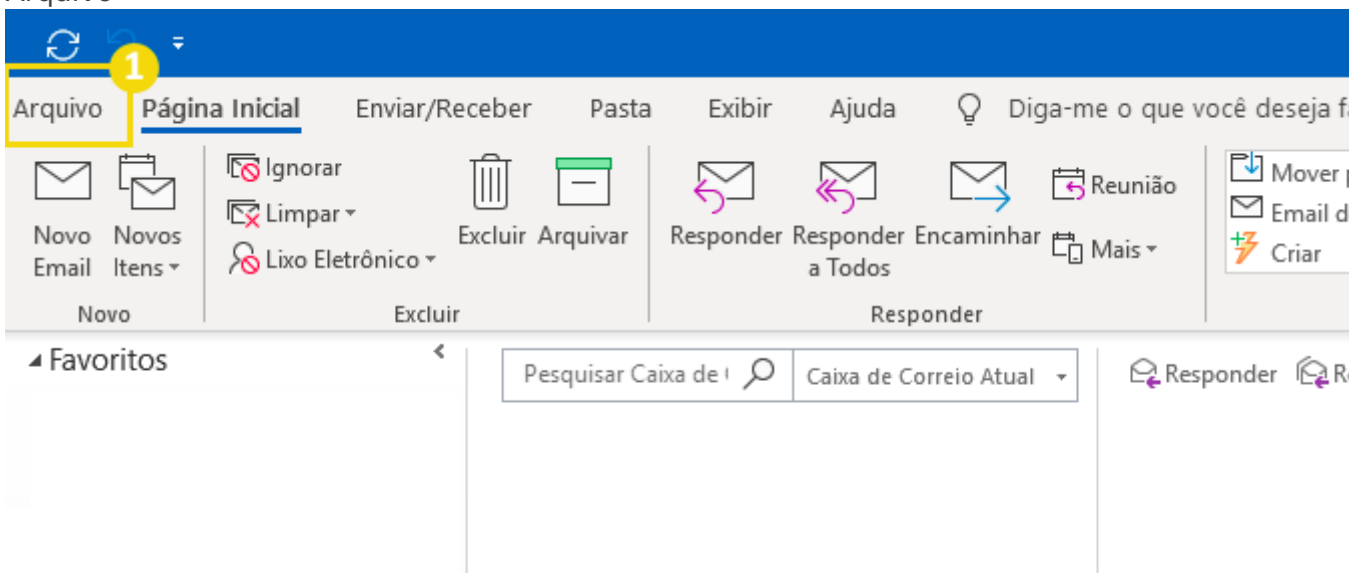 1
Arquivo Página Inicial Enviar/Receber Pasta Exibir Ajuda Diga-me o que você deseja
Novo Email
Novos Itens
Ignorar
Limpar
Lixo Eletrônico
Excluir
Arquivar
Responder
Responder a Todos
Encaminhar
Reunião
Mais
Mover
Email
Criar
Novo
Excluir
Responder
Favoritos
Pesquisar Caixa de
Caixa de Correio Atual
Responder